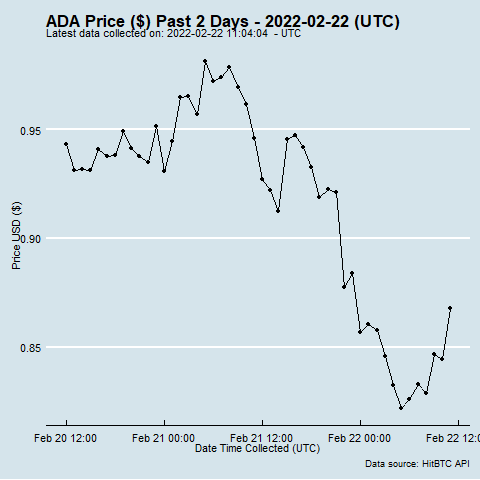 ADA Price ($) Past 2 Days - 2022-02-22 (UTC)
Latest data collected on: 2022-02-22 11:04:04 - UTC
Price USD ($)
0.95
0.90
0.85
Feb 20 12:00 Feb 21 00:00 Feb 21 12:00 Feb 22 00:00 Feb 22 12:00
Date Time Collected (UTC)
Data source: HitBTC API